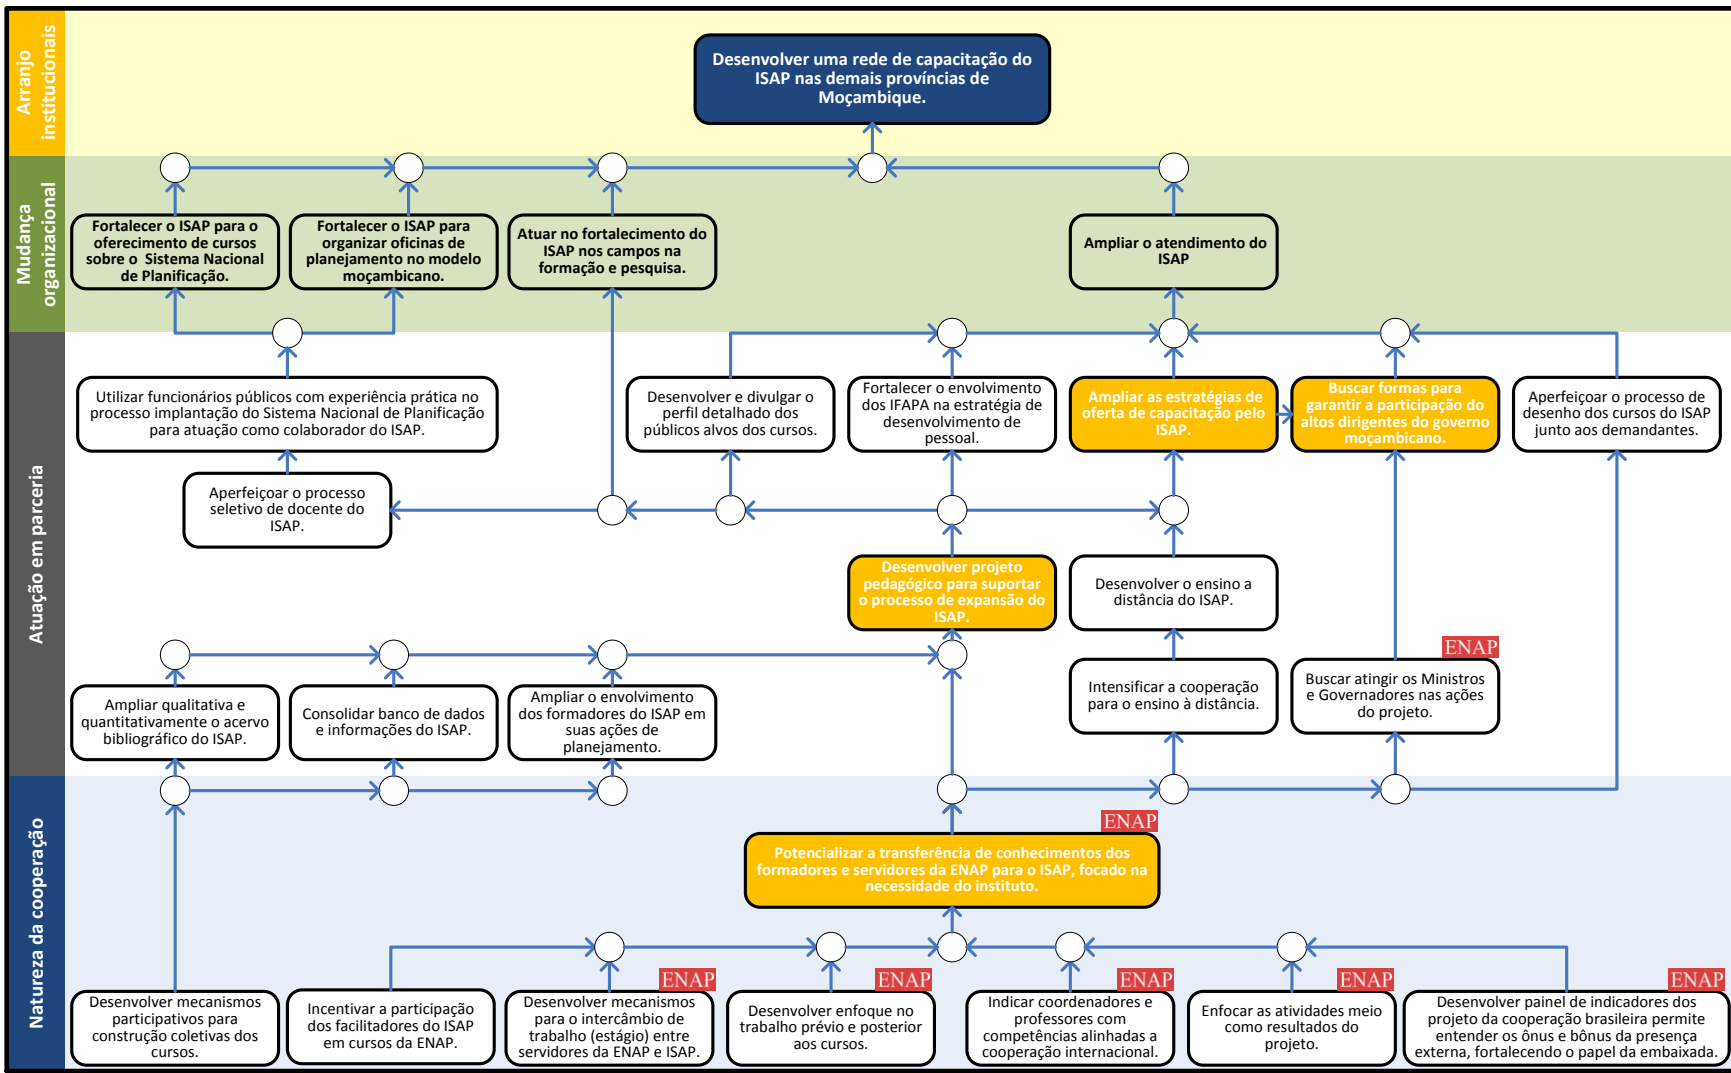 Arranjo
institucionais
Desenvolver uma rede de capacitação do
ISAP nas demais províncias de
Moçambique.
Mudança
organizacional
Fortalecer o ISAP para o
oferecimento de cursos
sobre o Sistema Nacional
de Planificação.
Fortalecer o ISAP para
organizar oficinas de
planejamento no modelo
moçambicano.
Atuar no fortalecimento do
ISAP nos campos na
formação e pesquisa.
Ampliar o atendimento do
ISAP
Atuação em parceria
Utilizar funcionários públicos com experiência prática no
processo implantação do Sistema Nacional de Planificação
para atuação como colaborador do ISAP.
Desenvolver e divulgar o
perfil detalhado dos
públicos alvos dos cursos.
Fortalecer o envolvimento
dos IFAPA na estratégia de
desenvolvimento de
pessoal.
Ampliar as estratégias de
oferta de capacitação pelo
ISAP.
Buscar formas para
garantir a participação do
altos dirigentes do governo
moçambicano.
Aperfeiçoar o processo de
desenho dos cursos do ISAP
junto aos demandantes.
Aperfeiçoar o processo
seletivo de docente do
ISAP.
Desenvolver projeto
pedagógico para suportar
o processo de expansão do
ISAP.
Desenvolver o ensino a
distância do ISAP.
Ampliar qualitativa e
quantitativamente o acervo
bibliográfico do ISAP.
Consolidar banco de dados
e informações do ISAP.
Ampliar o envolvimento
dos formadores do ISAP em
suas ações de
planejamento.
Intensificar a cooperação
para o ensino à distância.
ENAP
Buscar atingir os Ministros
e Governadores nas ações
do projeto.
Natureza da cooperação
ENAP
Potencializar a transferência de conhecimentos dos
formadores e servidores da ENAP para o ISAP, focado na
necessidade do instituto.
Desenvolver mecanismos
participativos para
construção coletivas dos
cursos.
Incentivar a participação
dos facilitadores do ISAP
em cursos da ENAP.
ENAP
Desenvolver mecanismos
para o intercâmbio de
trabalho (estágio) entre
servidores da ENAP e ISAP.
ENAP
Desenvolver enfoque no
trabalho prévio e posterior
aos cursos.
ENAP
Indicar coordenadores e
professores com
competências alinhadas a
cooperação internacional.
ENAP
Enfocar as atividades meio
como resultados do
projeto.
ENAP
Desenvolver painel de indicadores dos
projeto da cooperação brasileira permite
entender os ônus e bônus da presença
externa, fortalecendo o papel da embaixada.